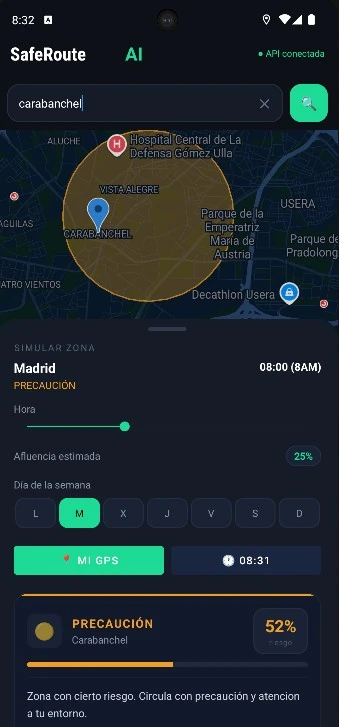 8:32 A
SafeRoute AI
API conectada
carabanchel
ALUCHE
Hospital Central de La
Defensa Gómez Ulla
H
VISTA ALEGRE
USERA
Parque de la
Emperatriz
María de
Austria
AGUILAS
CARABANCHEL
Parque de
Pradolong
ATRO VIENTOS
Decathlon Usera
SIMULAR ZONA
Madrid
08:00 (8AM)
PRECAUCIÓN
Hora
Afluencia estimada
25%
Día de la semana
L M X J V S D
MI GPS
08:31
PRECAUCIÓN
Carabanchel
52%
riesgo
Zona con cierto riesgo. Circula con precaución y atencion
a tu entorno.